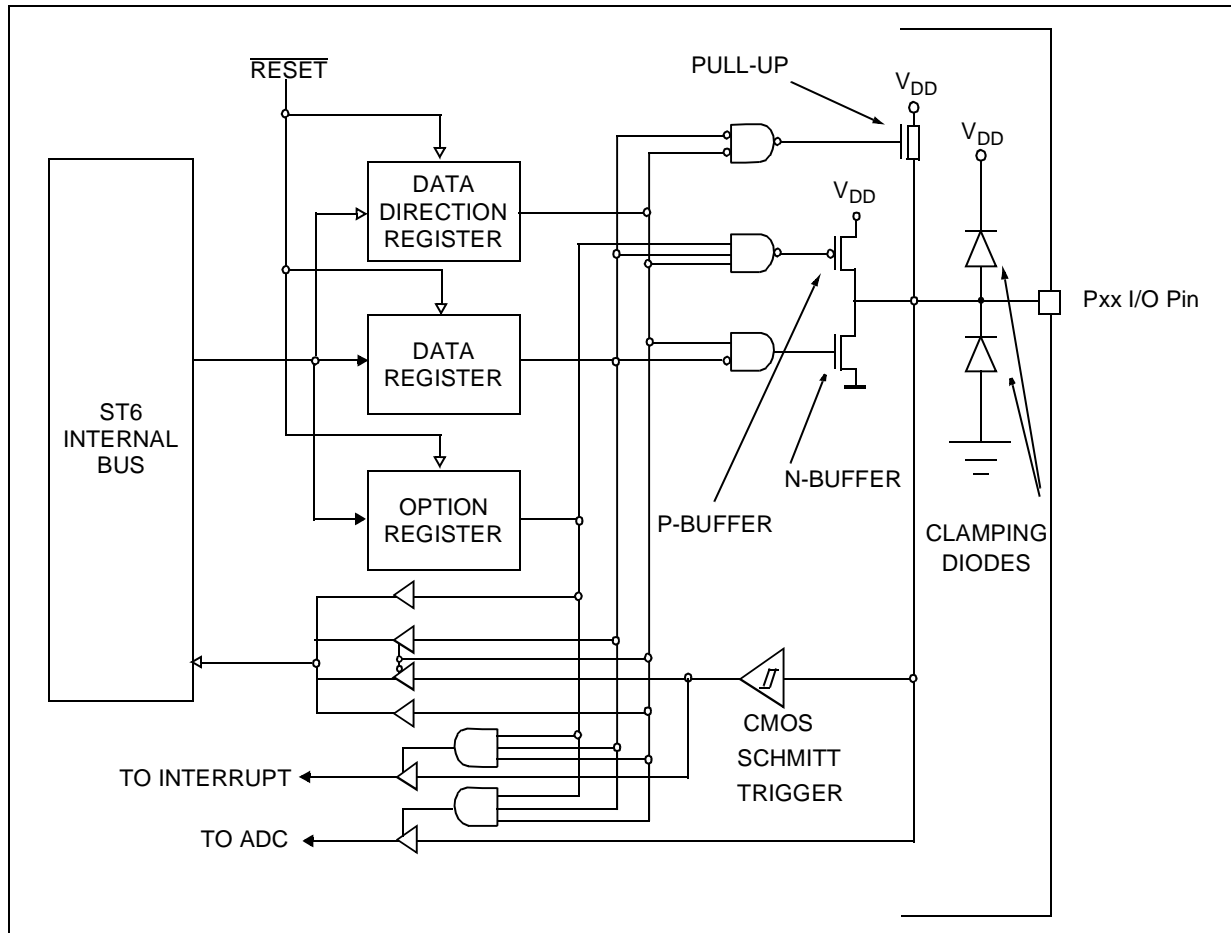 RESET
PULL-UP
VDD
VDD
DATA
DIRECTION
REGISTER
VDD
Pxx I/O Pin
DATA
REGISTER
ST6
INTERNAL
BUS
N-BUFFER
OPTION
REGISTER
P-BUFFER
CLAMPING
DIODES
CMOS
SCHMITT
TRIGGER
TO INTERRUPT
TO ADC